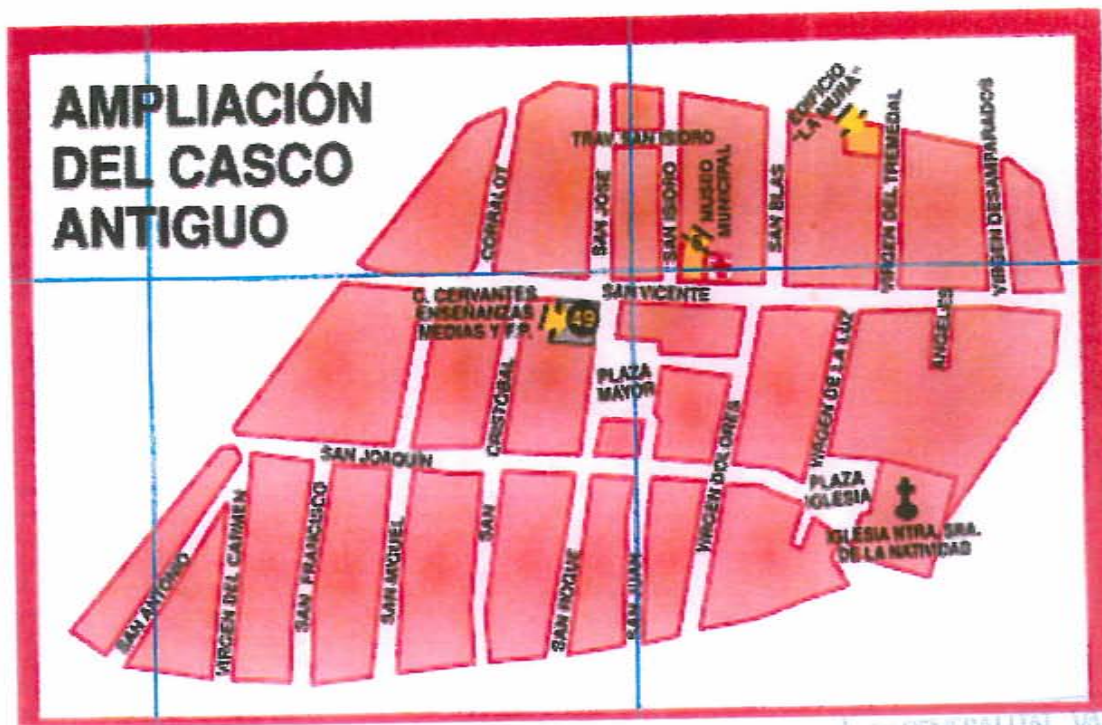 AMPLIACIÓN
DEL CASCO
ANTIGUO
EDIFICIO
"LA MURA"
TRAV. SAN ISIDRO
CORRALOT
SAN JOSE
SAN ISIDRO
MUSEO
MUNICIPAL
SAN BLAS
VIRGEN DEL TREMEDAL
VIRGEN DESAMPARADOS
SAN VICENTE
C. CERVANTES
ENSEÑANZAS
MEDIAS Y F.P.
49
PLAZA
MAYOR
CRISTOBAL
VIRGEN DOLORES
VIRGEN DE LA LUZ
ANGELES
SAN JOAQUIN
PLAZA
IGLESIA
IGLESIA NTRA. SRA.
DE LA NATIVIDAD
SAN ANTONIO
VIRGEN DEL CARMEN
SAN FRANCISCO
SAN MIGUEL
SAN
SAN ROQUE
SAN JUAN